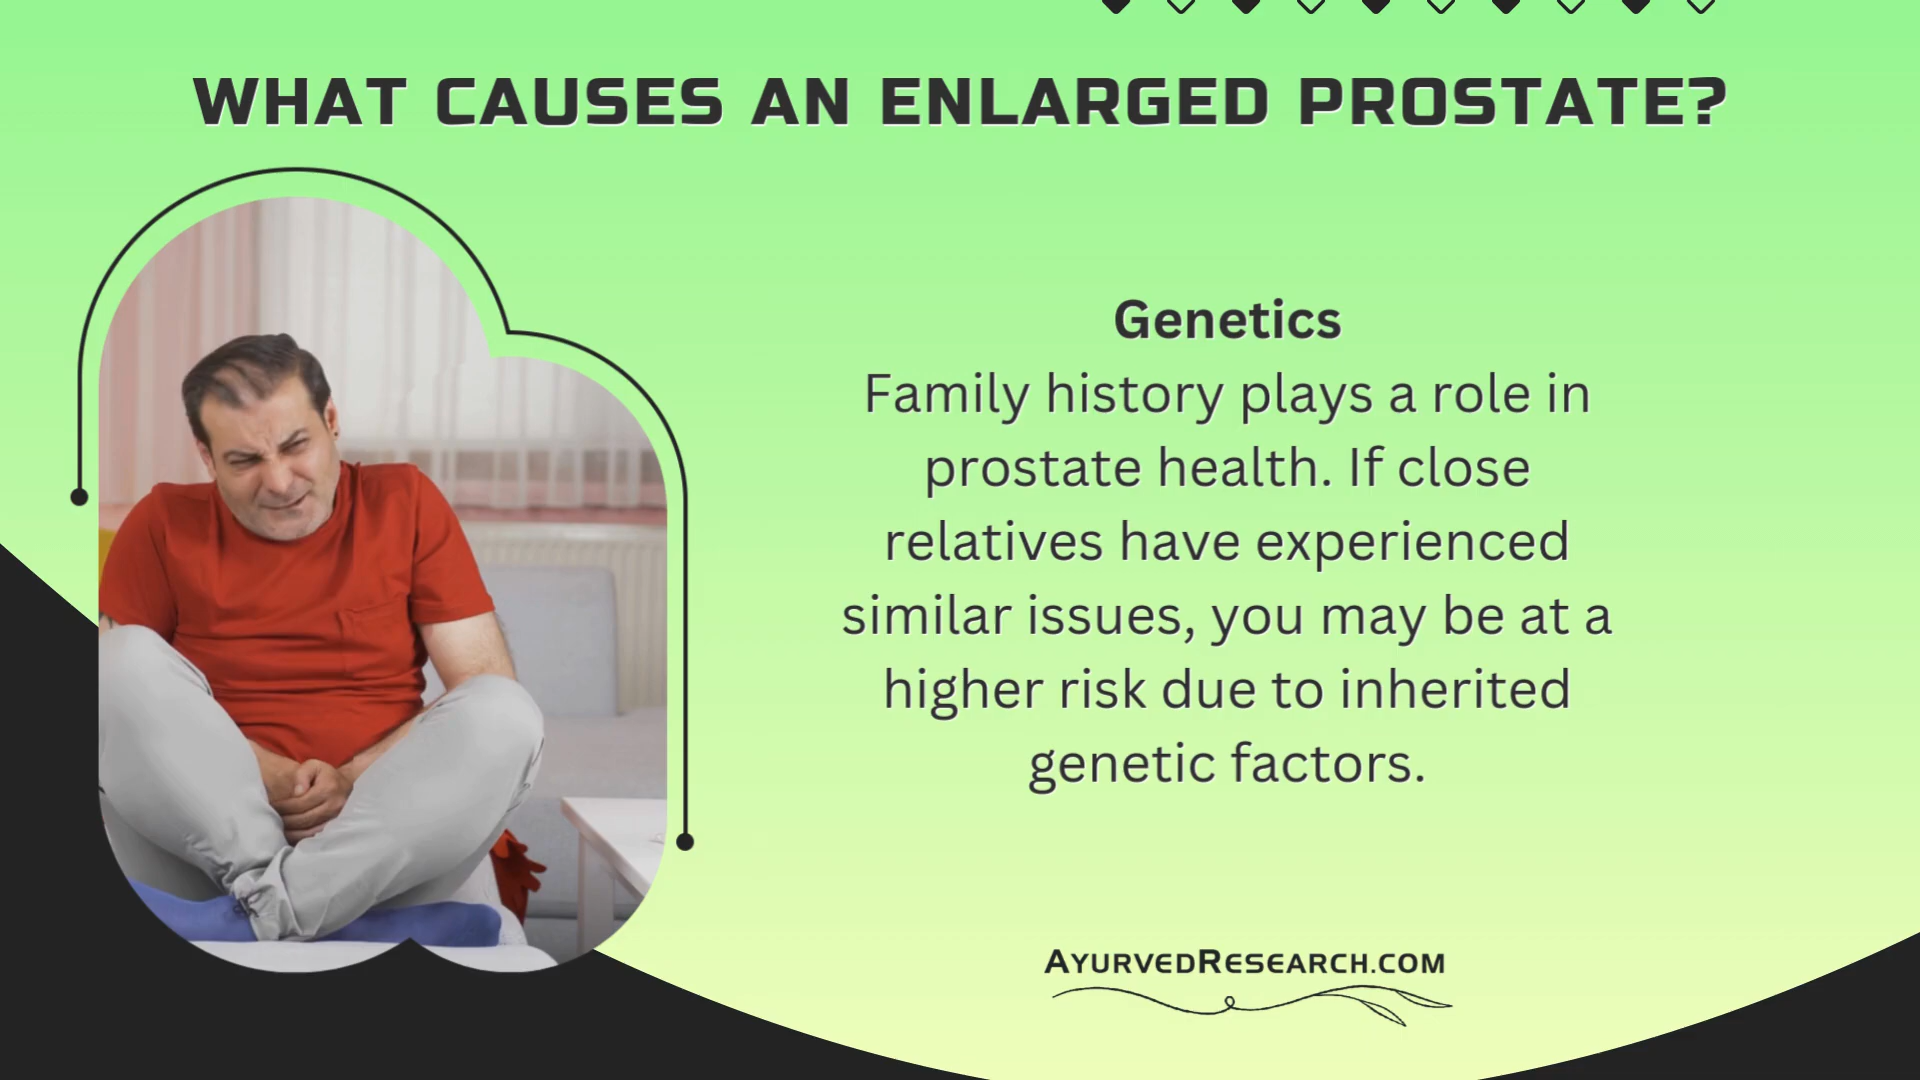 WHAT CAUSES AN ENLARGED PROSTATE?
Genetics
Family history plays a role in
prostate health. If close
relatives have experienced
similar issues, you may be at a
higher risk due to inherited
genetic factors.
AYURVEDRESEARCH.COM